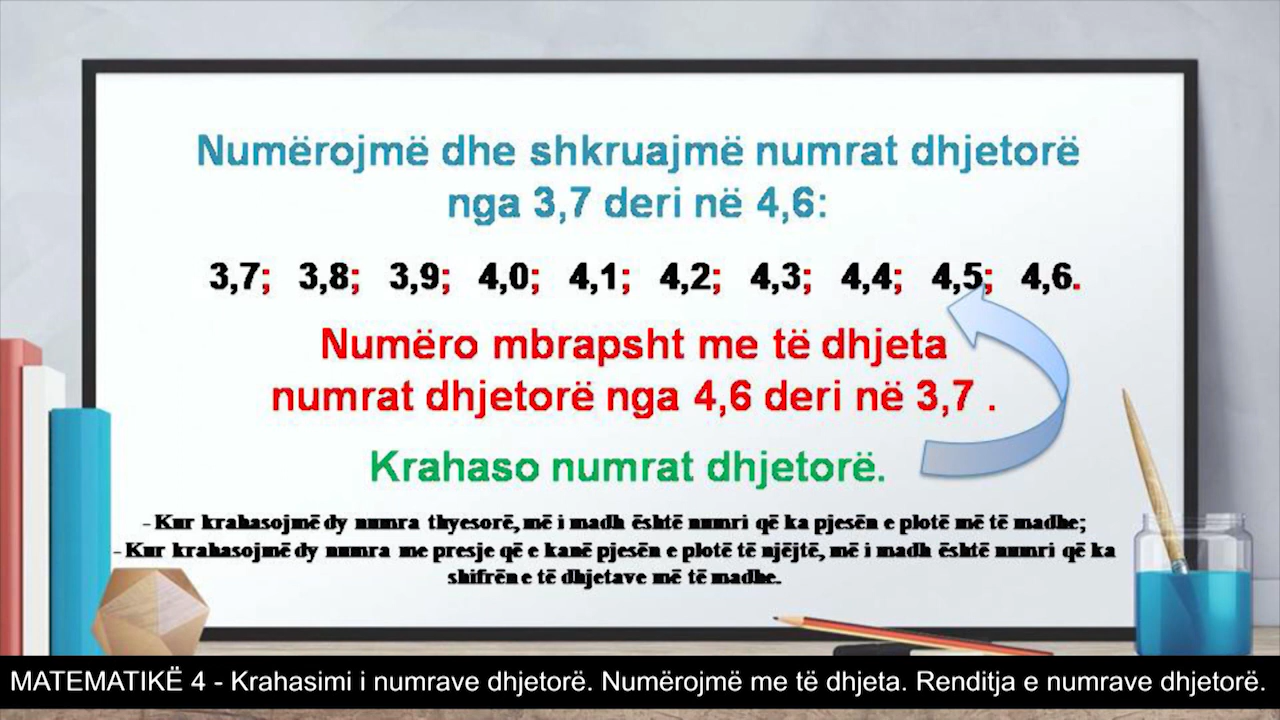 Numërojmë dhe shkruajmë numrat dhjetorë
nga 3,7 deri në 4,6:
3,7; 3,8; 3,9; 4,0; 4,1; 4,2; 4,3; 4,4; 4,5; 4,6.
Numëro mbrapsht me të dhjeta
numrat dhjetorë nga 4,6 deri në 3,7 .
Krahaso numrat dhjetorë.
- Kur krahasojmë dy numra thyesorë, më i madh është numri që ka pjesën e plotë më të madhe;
- Kur krahasojmë dy numra me presje që e kanë pjesën e plotë të njëjtë, më i madh është numri që ka
shifrën e të dhjetave më të madhe.
MATEMATIKË 4 - Krahasimi i numrave dhjetorë. Numërojmë me të dhjeta. Renditja e numrave dhjetorë.